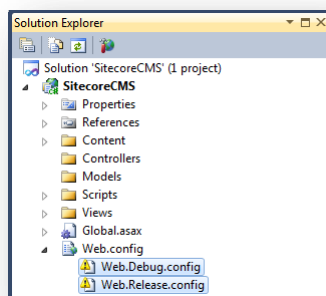 Solution Explorer
Solution 'SitecoreCMS' (1 project)
SitecoreCMS
Properties
References
Content
Controllers
Models
Scripts
Views
Global.asax
Web.config
Web.Debug.config
Web.Release.config